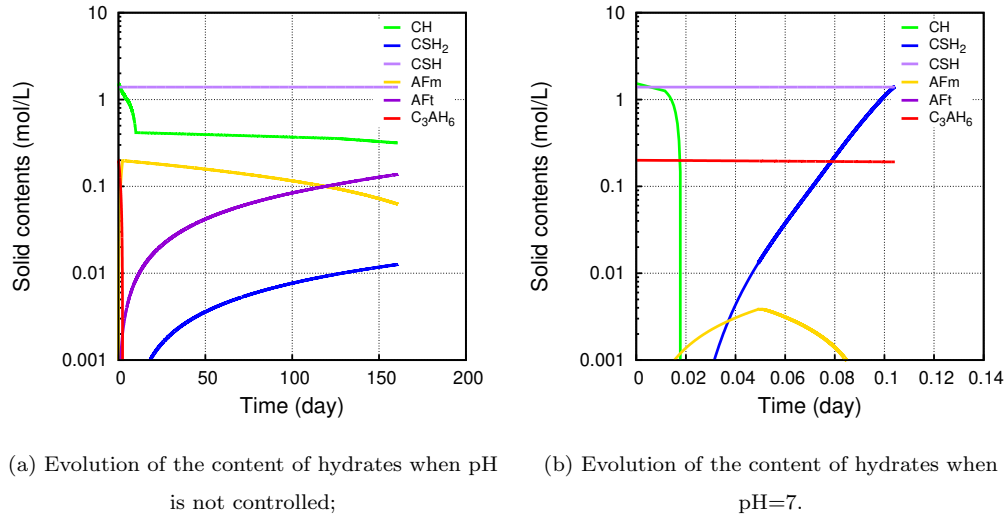 10
1
0.1
0.01
0.001
Solid contents (mol/L)
0
50
100
150
200
Time (day)
CH
CSH₂
CSH
AFm
AFt
C₃AH₆
10
1
0.1
0.01
0.001
Solid contents (mol/L)
0
0.02
0.04
0.06
0.08
0.1
0.12
0.14
Time (day)
CH
CSH₂
CSH
AFm
AFt
C₃AH₆
(a) Evolution of the content of hydrates when pH
is not controlled;
(b) Evolution of the content of hydrates when
pH=7.